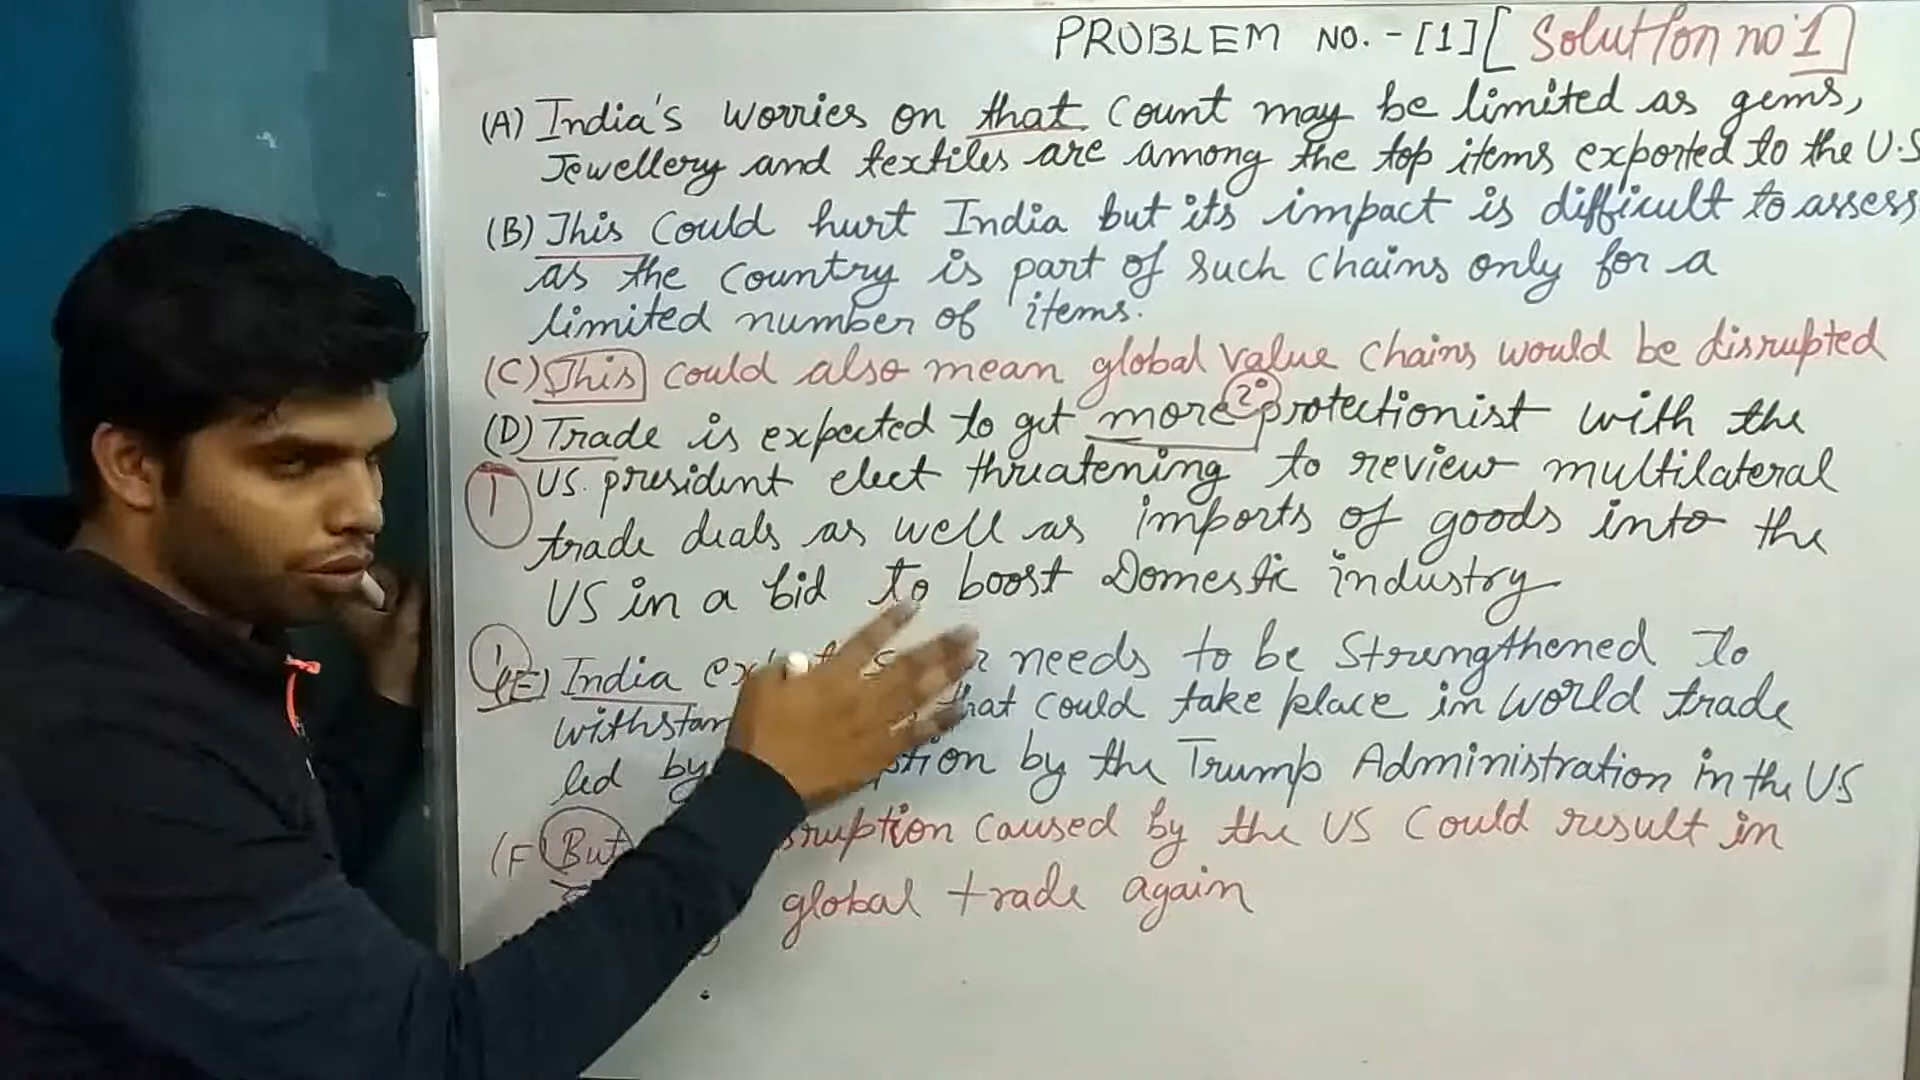 PROBLEM NO. - [1] [Solution no 1]
(A) India's worries on that count may be limited as gems,
Jewellery and textiles are among the top items exported to the U.S
(B) This could hurt India but its impact is difficult to assess
as the country is part of such chains only for a
limited number of items.
(C) This could also mean global value chains would be disrupted
2°
(D) Trade is expected to get more protectionist with the
1 US. president elect threatening to review multilateral
trade deals as well as imports of goods into the
US in a bid to boost Domestic industry
1 (E) India needs to be Strengthened To
that could take place in world trade
led by by the Trump Administration in the US
(F) But caused by the US could result in
global trade again